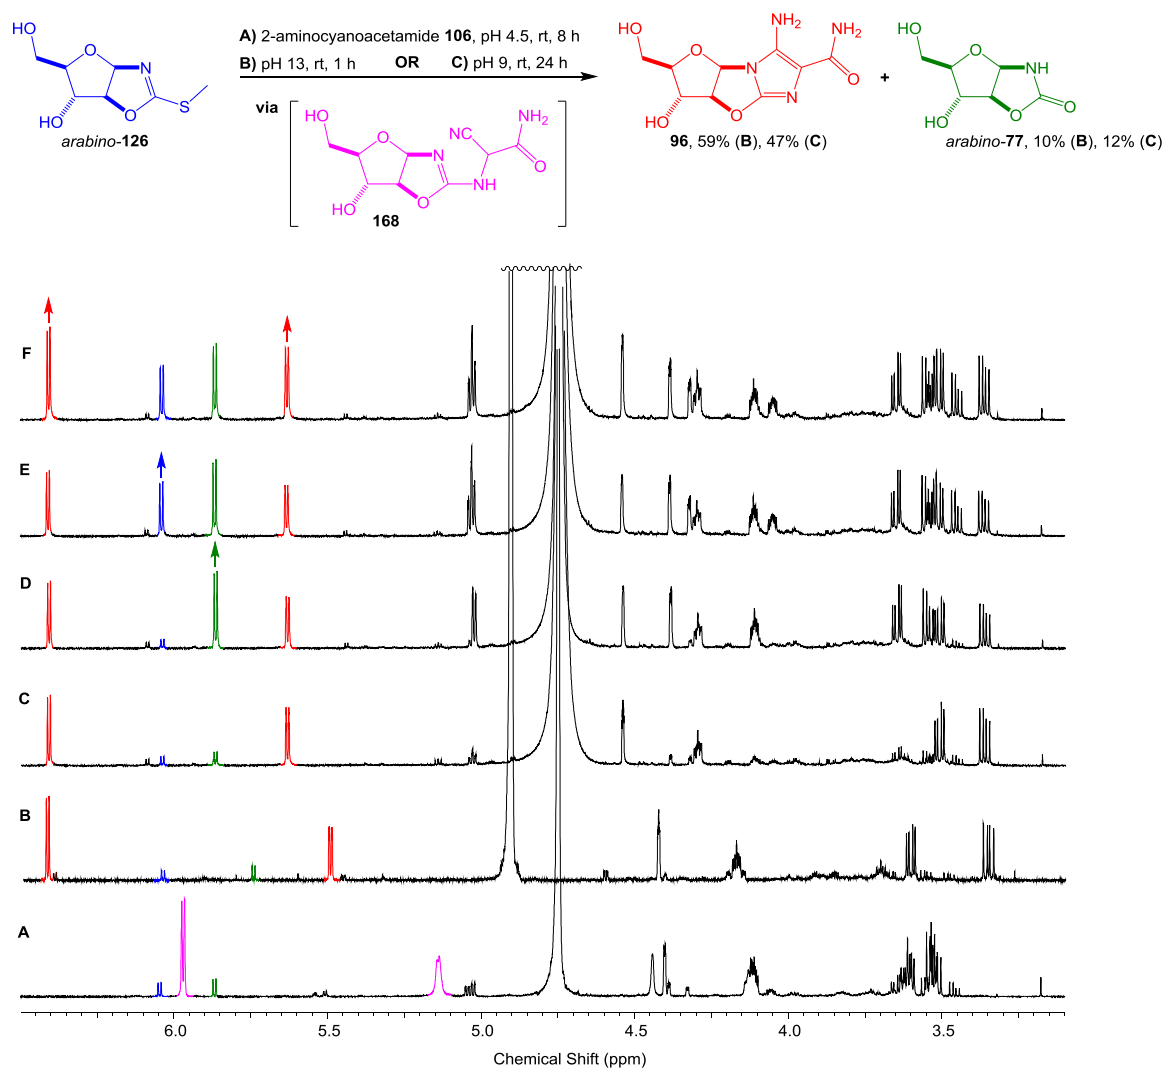 A) 2-aminocyanoacetamide 106, pH 4.5, rt, 8 h
B) pH 13, rt, 1 h OR C) pH 9, rt, 24 h
via
HO
O
N
O
S
HO
arabino-126
HO
O
N
NC
NH2
O
NH
O
HO
168
HO
NH2
O
N
NH2
O
N
O
HO
96, 59% (B), 47% (C)
+
HO
O
NH
O
O
HO
arabino-77, 10% (B), 12% (C)
F
E
D
C
B
A
6.0 5.5 5.0 4.5 4.0 3.5
Chemical Shift (ppm)